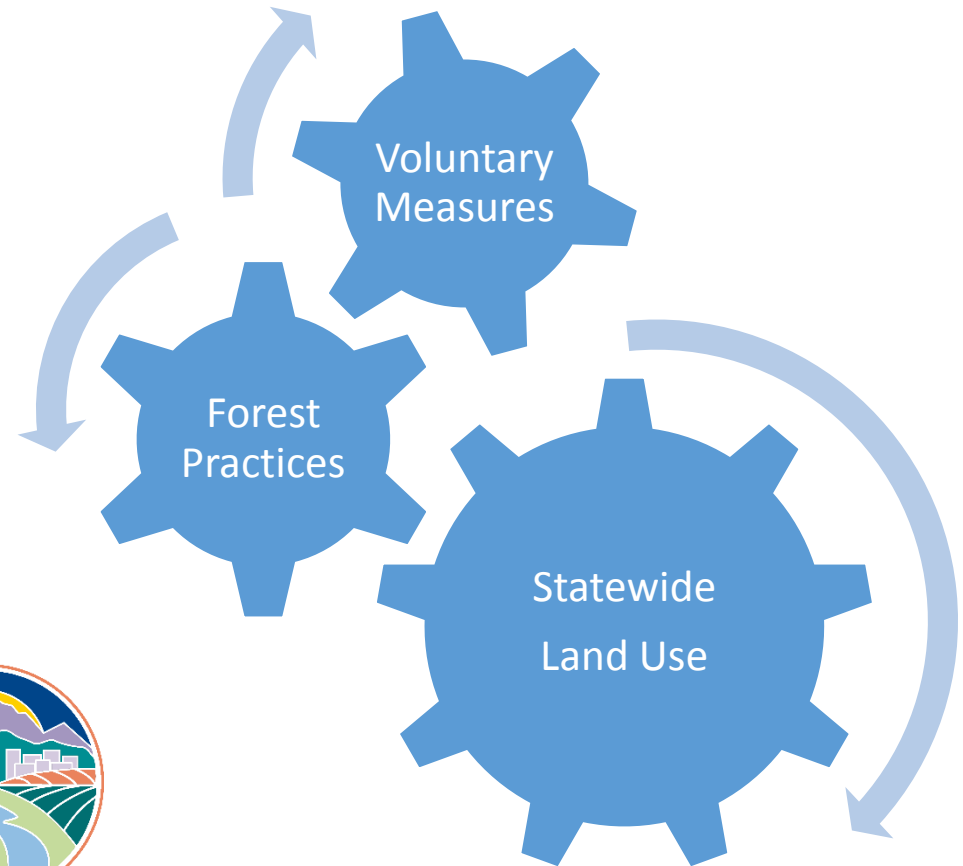 Voluntary
Measures
Forest
Practices
Statewide
Land Use